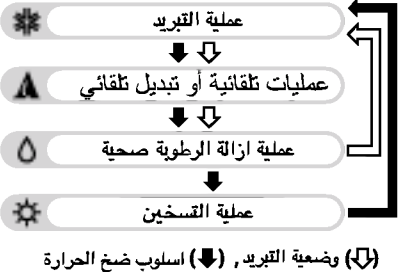 عملية التبريد
عمليات تلقائية أو تبديل تلقائي
عملية ازالة الرطوبة صحية
عملية التسخين
(⇩) وضعية التبريد , (⬇) اسلوب ضخ الحرارة